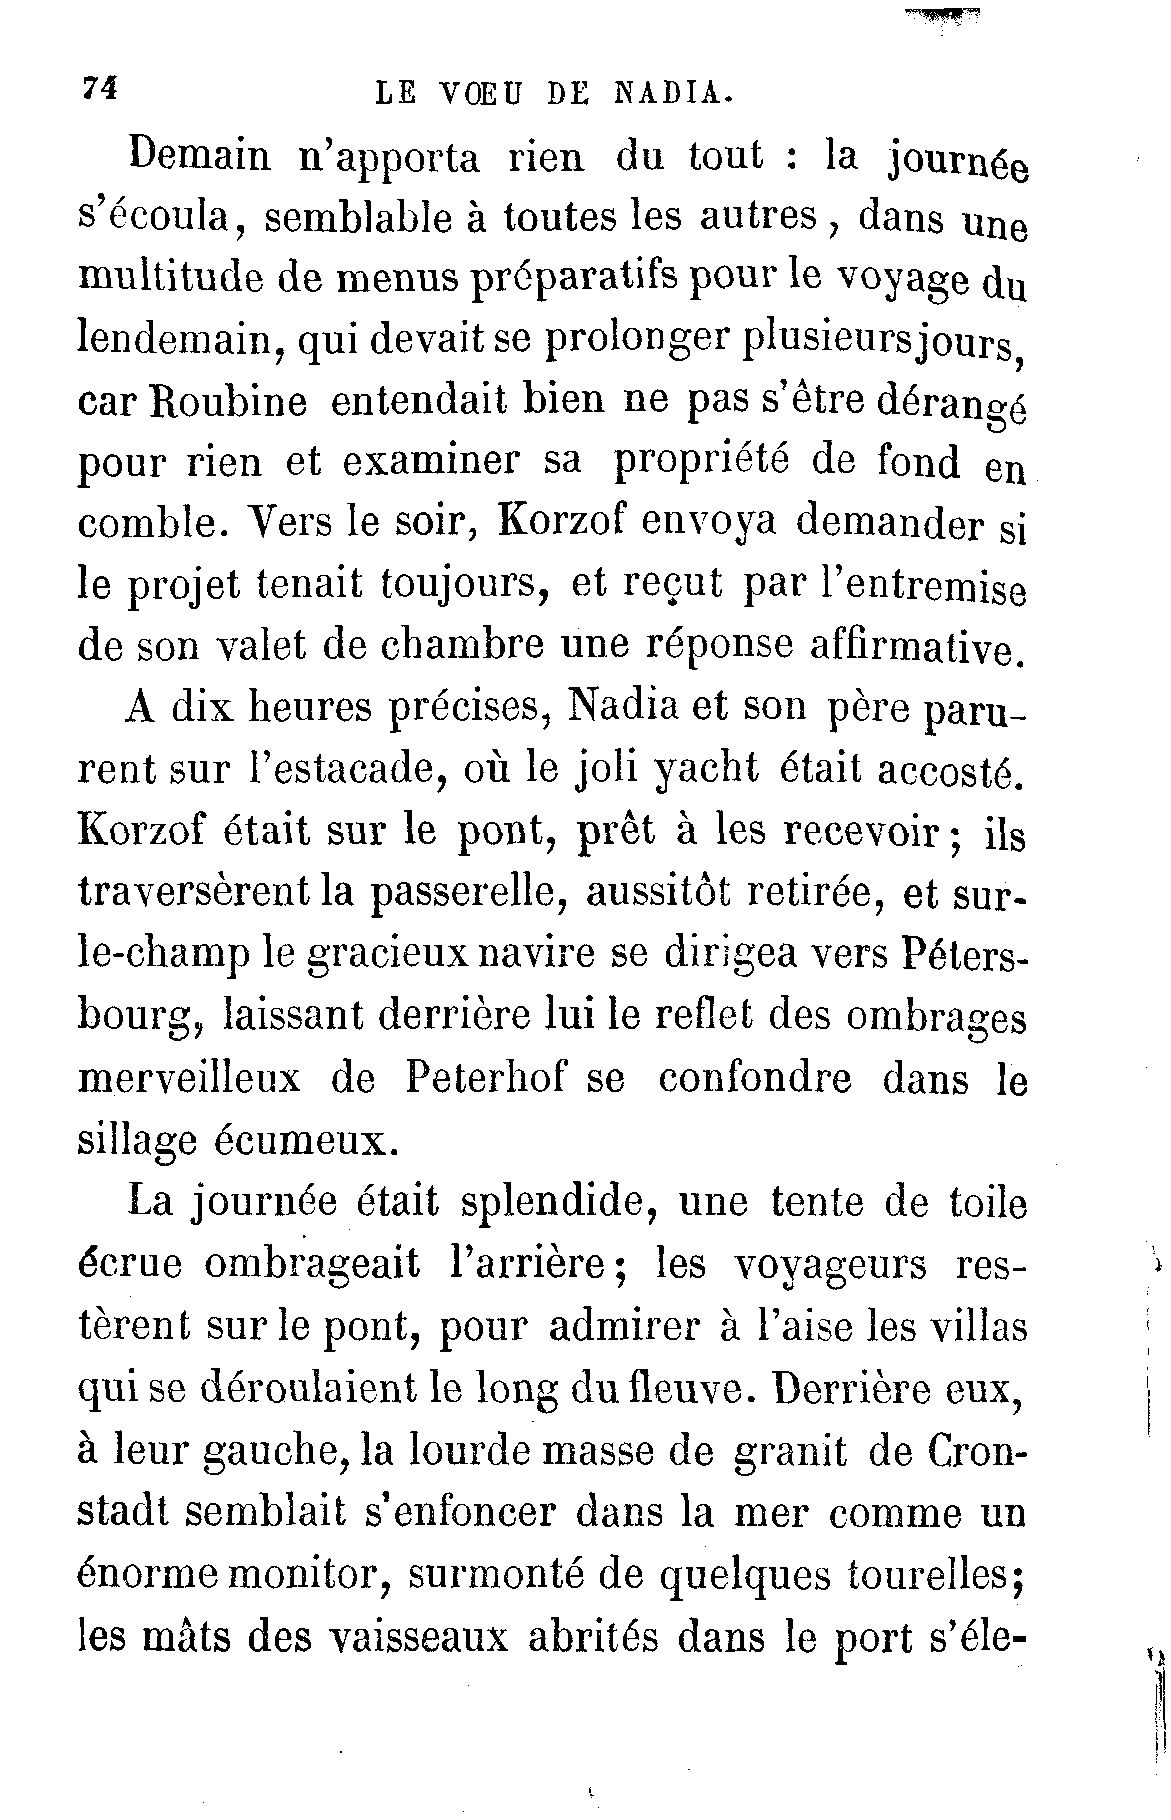 74 LE VŒU DE NADIA.
Demain n'apporta rien du tout : la journée
s'écoula, semblable à toutes les autres, dans une
multitude de menus préparatifs pour le voyage du
lendemain, qui devait se prolonger plusieurs jours,
car Roubine entendait bien ne pas s'être dérangé
pour rien et examiner sa propriété de fond en
comble. Vers le soir, Korzof envoya demander si
le projet tenait toujours, et reçut par l'entremise
de son valet de chambre une réponse affirmative.
A dix heures précises, Nadia et son père paru-
rent sur l'estacade, où le joli yacht était accosté.
Korzof était sur le pont, prêt à les recevoir ; ils
traversèrent la passerelle, aussitôt retirée, et sur-
le-champ le gracieux navire se dirigea vers Péters-
bourg, laissant derrière lui le reflet des ombrages
merveilleux de Peterhof se confondre dans le
sillage écumeux.
La journée était splendide, une tente de toile
écrue ombrageait l'arrière ; les voyageurs res-
tèrent sur le pont, pour admirer à l'aise les villas
qui se déroulaient le long du fleuve. Derrière eux,
à leur gauche, la lourde masse de granit de Cron-
stadt semblait s'enfoncer dans la mer comme un
énorme monitor, surmonté de quelques tourelles;
les mâts des vaisseaux abrités dans le port s'éle-